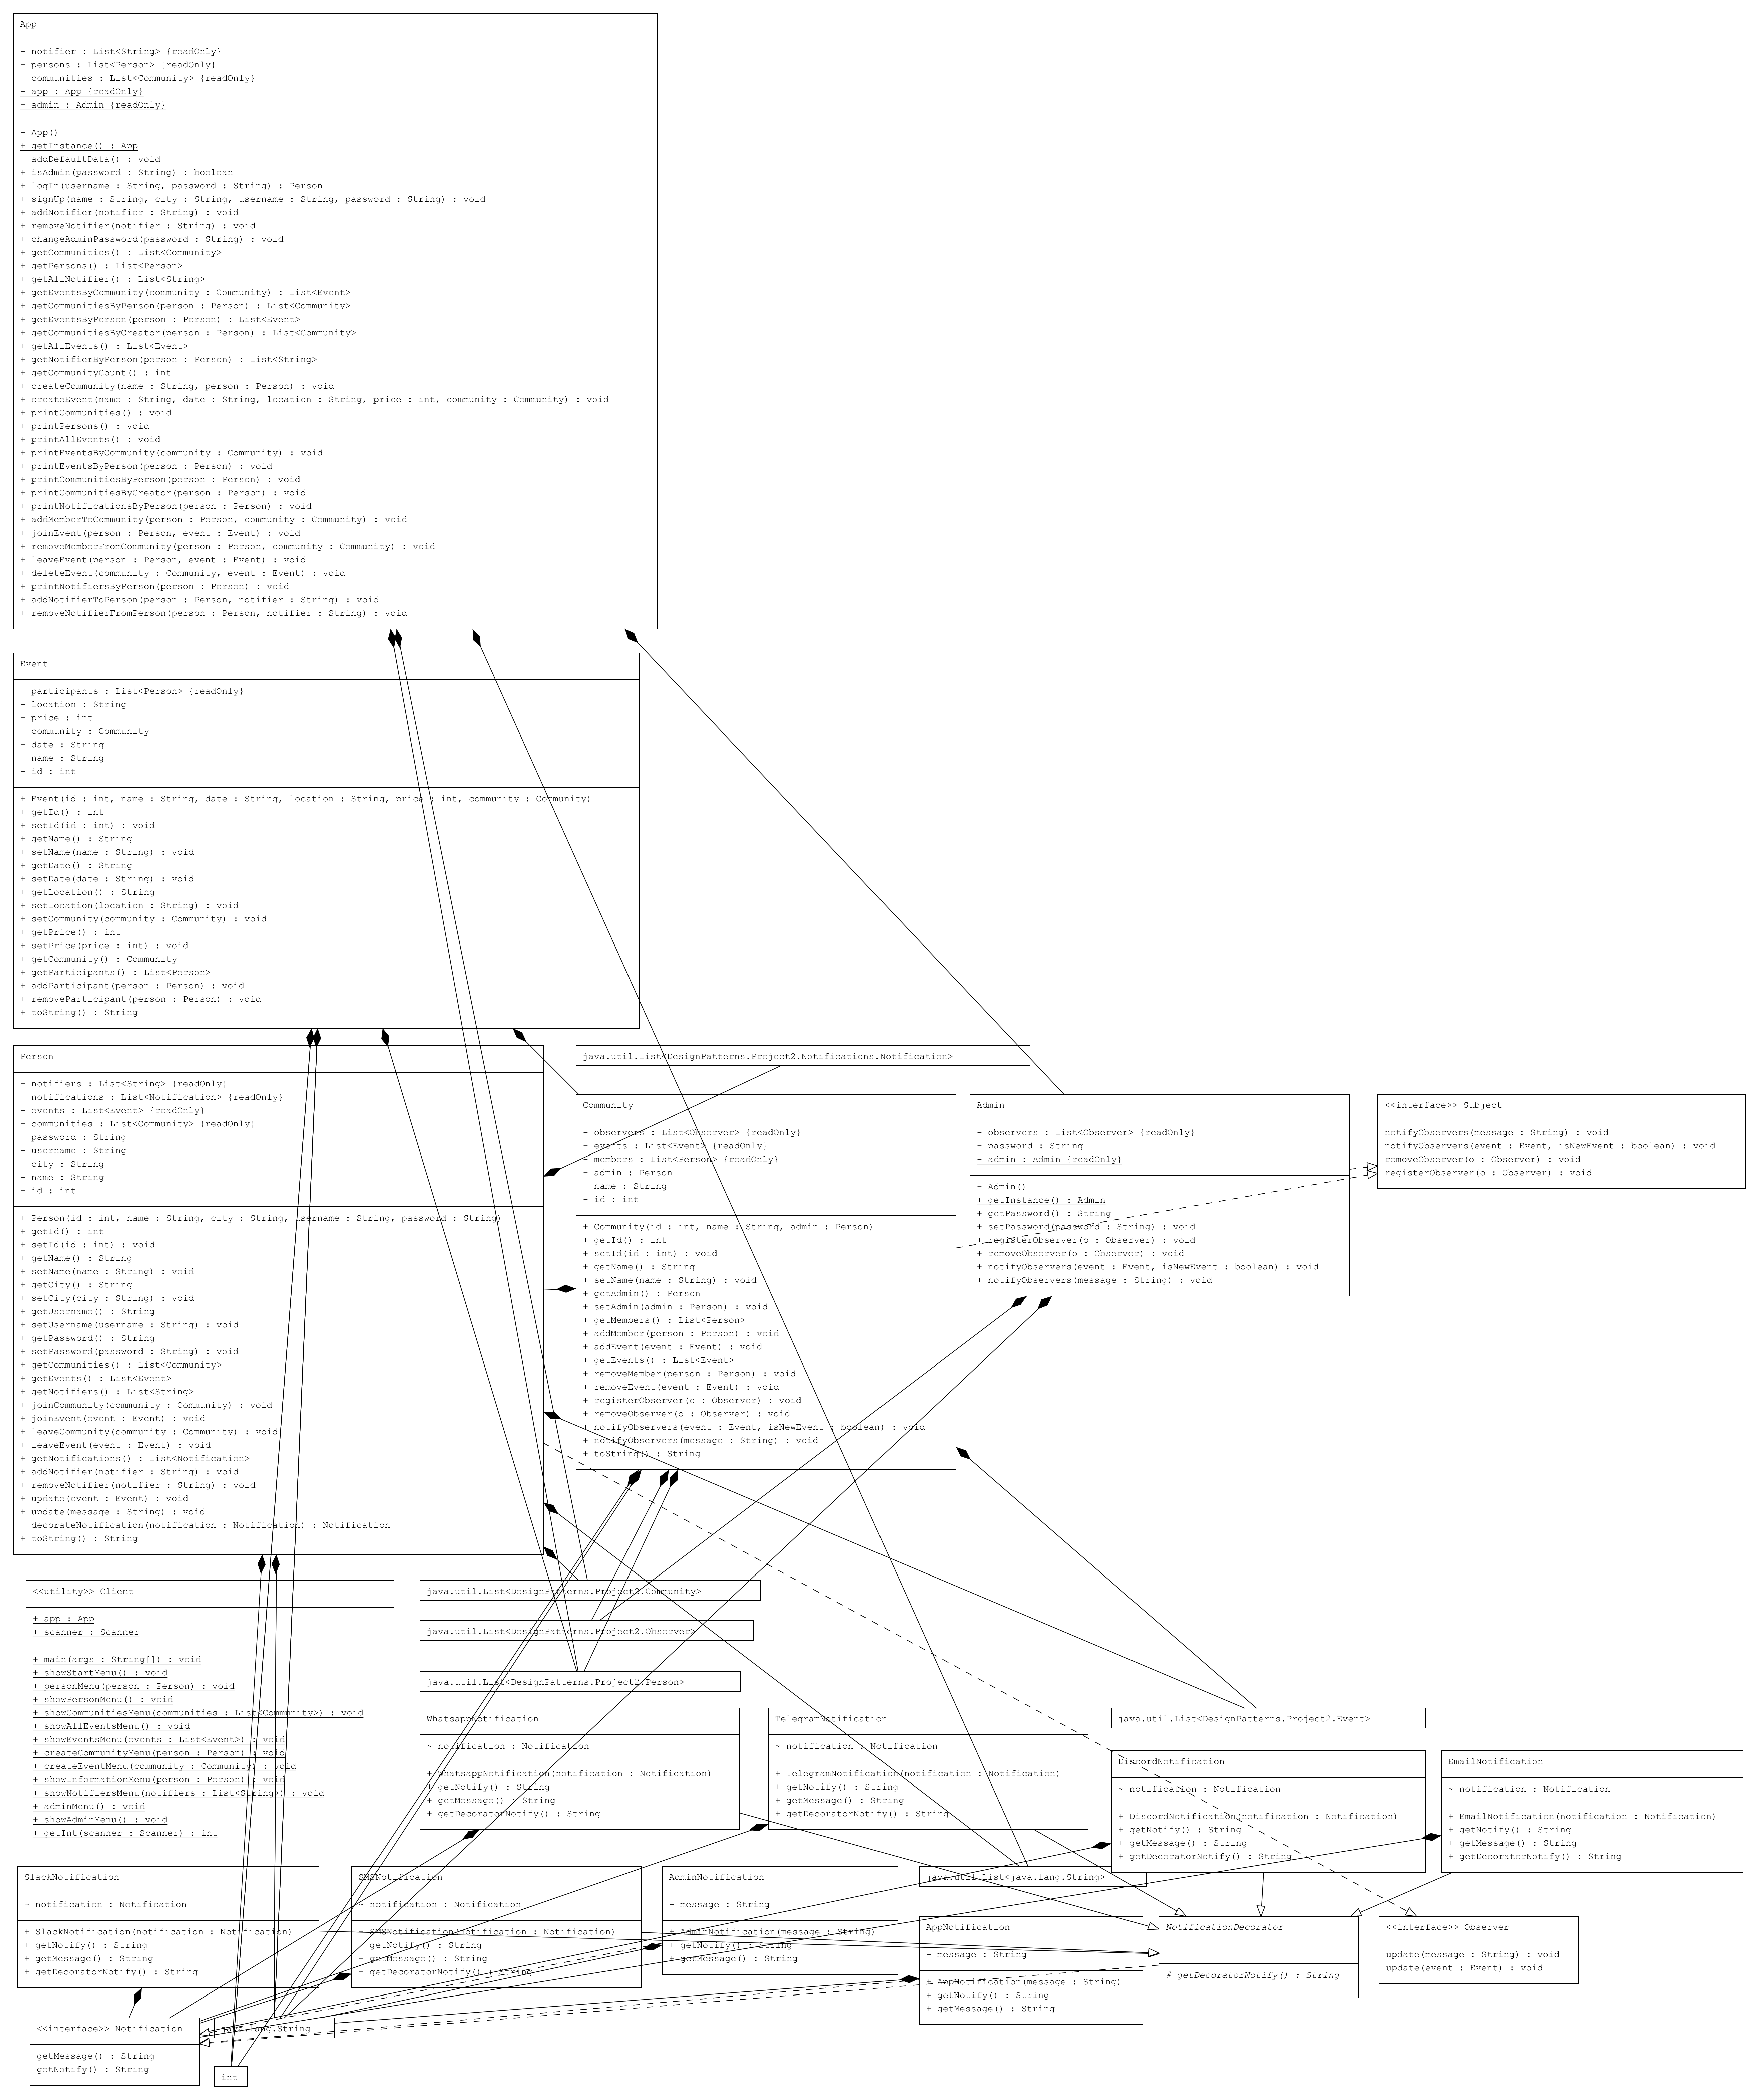 App
- notifier : List<String> {readOnly}
- persons : List<Person> {readOnly}
- communities : List<Community> {readOnly}
- app : App {readOnly}
- admin : Admin {readOnly}
- App()
+ getInstance() : App
- addDefaultData() : void
+ isAdmin(password : String) : boolean
+ logIn(username : String, password : String) : Person
+ signUp(name : String, city : String, username : String, password : String) : void
+ addNotifier(notifier : String) : void
+ removeNotifier(notifier : String) : void
+ changeAdminPassword(password : String) : void
+ getCommunities() : List<Community>
+ getPersons() : List<Person>
+ getAllNotifier() : List<String>
+ getEventsByCommunity(community : Community) : List<Event>
+ getCommunitiesByPerson(person : Person) : List<Community>
+ getEventsByPerson(person : Person) : List<Event>
+ getCommunitiesByCreator(person : Person) : List<Community>
+ getAllEvents() : List<Event>
+ getNotifierByPerson(person : Person) : List<String>
+ getCommunityCount() : int
+ createCommunity(name : String, person : Person) : void
+ createEvent(name : String, date : String, location : String, price : int, community : Community) : void
+ printCommunities() : void
+ printPersons() : void
+ printAllEvents() : void
+ printEventsByCommunity(community : Community) : void
+ printEventsByPerson(person : Person) : void
+ printCommunitiesByPerson(person : Person) : void
+ printCommunitiesByCreator(person : Person) : void
+ printNotificationsByPerson(person : Person) : void
+ addMemberToCommunity(person : Person, community : Community) : void
+ joinEvent(person : Person, event : Event) : void
+ removeMemberFromCommunity(person : Person, community : Community) : void
+ leaveEvent(person : Person, event : Event) : void
+ deleteEvent(community : Community, event : Event) : void
+ printNotifiersByPerson(person : Person) : void
+ addNotifierToPerson(person : Person, notifier : String) : void
+ removeNotifierFromPerson(person : Person, notifier : String) : void
Event
- participants : List<Person> {readOnly}
- location : String
- price : int
- community : Community
- date : String
- name : String
- id : int
+ Event(id : int, name : String, date : String, location : String, price : int, community : Community)
+ getId() : int
+ setId(id : int) : void
+ getName() : String
+ setName(name : String) : void
+ getDate() : String
+ setDate(date : String) : void
+ getLocation() : String
+ setLocation(location : String) : void
+ setCommunity(community : Community) : void
+ getPrice() : int
+ setPrice(price : int) : void
+ getCommunity() : Community
+ getParticipants() : List<Person>
+ addParticipant(person : Person) : void
+ removeParticipant(person : Person) : void
+ toString() : String
Person
- notifiers : List<String> {readOnly}
- notifications : List<Notification> {readOnly}
- events : List<Event> {readOnly}
- communities : List<Community> {readOnly}
- password : String
- username : String
- city : String
- name : String
- id : int
+ Person(id : int, name : String, city : String, username : String, password : String)
+ getId() : int
+ setId(id : int) : void
+ getName() : String
+ setName(name : String) : void
+ getCity() : String
+ setCity(city : String) : void
+ getUsername() : String
+ setUsername(username : String) : void
+ getPassword() : String
+ setPassword(password : String) : void
+ getCommunities() : List<Community>
+ getEvents() : List<Event>
+ getNotifiers() : List<String>
+ joinCommunity(community : Community) : void
+ joinEvent(event : Event) : void
+ leaveCommunity(community : Community) : void
+ leaveEvent(event : Event) : void
+ getNotifications() : List<Notification>
+ addNotifier(notifier : String) : void
+ removeNotifier(notifier : String) : void
+ update(event : Event) : void
+ update(message : String) : void
- decorateNotification(notification : Notification) : Notification
+ toString() : String
java.util.List<DesignPatterns.Project2.Notifications.Notification>
Community
- observers : List<Observer> {readOnly}
- events : List<Event> {readOnly}
- members : List<Person> {readOnly}
- admin : Person
- name : String
- id : int
+ Community(id : int, name : String, admin : Person)
+ getId() : int
+ setId(id : int) : void
+ getName() : String
+ setName(name : String) : void
+ getAdmin() : Person
+ setAdmin(admin : Person) : void
+ getMembers() : List<Person>
+ addMember(person : Person) : void
+ addEvent(event : Event) : void
+ getEvents() : List<Event>
+ removeMember(person : Person) : void
+ removeEvent(event : Event) : void
+ registerObserver(o : Observer) : void
+ removeObserver(o : Observer) : void
+ notifyObservers(event : Event, isNewEvent : boolean) : void
+ notifyObservers(message : String) : void
+ toString() : String
Admin
- observers : List<Observer> {readOnly}
- password : String
- admin : Admin {readOnly}
- Admin()
+ getInstance() : Admin
+ getPassword() : String
+ setPassword(password : String) : void
+ registerObserver(o : Observer) : void
+ removeObserver(o : Observer) : void
+ notifyObservers(event : Event, isNewEvent : boolean) : void
+ notifyObservers(message : String) : void
<<interface>> Subject
notifyObservers(message : String) : void
notifyObservers(event : Event, isNewEvent : boolean) : void
removeObserver(o : Observer) : void
registerObserver(o : Observer) : void
<<utility>> Client
+ app : App
+ scanner : Scanner
+ main(args : String[]) : void
+ showStartMenu() : void
+ personMenu(person : Person) : void
+ showPersonMenu() : void
+ showCommunitiesMenu(communities : List<Community>) : void
+ showAllEventsMenu() : void
+ showEventsMenu(events : List<Event>) : void
+ createCommunityMenu(person : Person) : void
+ createEventMenu(community : Community) : void
+ showInformationMenu(person : Person) : void
+ showNotifiersMenu(notifiers : List<String>) : void
+ adminMenu() : void
+ showAdminMenu() : void
+ getInt(scanner : Scanner) : int
java.util.List<DesignPatterns.Project2.Community>
java.util.List<DesignPatterns.Project2.Observer>
java.util.List<DesignPatterns.Project2.Person>
WhatsappNotification
~ notification : Notification
+ WhatsappNotification(notification : Notification)
+ getNotify() : String
+ getMessage() : String
+ getDecoratorNotify() : String
TelegramNotification
~ notification : Notification
+ TelegramNotification(notification : Notification)
+ getNotify() : String
+ getMessage() : String
+ getDecoratorNotify() : String
java.util.List<DesignPatterns.Project2.Event>
DiscordNotification
~ notification : Notification
+ DiscordNotification(notification : Notification)
+ getNotify() : String
+ getMessage() : String
+ getDecoratorNotify() : String
EmailNotification
~ notification : Notification
+ EmailNotification(notification : Notification)
+ getNotify() : String
+ getMessage() : String
+ getDecoratorNotify() : String
SlackNotification
~ notification : Notification
+ SlackNotification(notification : Notification)
+ getNotify() : String
+ getMessage() : String
+ getDecoratorNotify() : String
SMSNotification
~ notification : Notification
+ SMSNotification(notification : Notification)
+ getNotify() : String
+ getMessage() : String
+ getDecoratorNotify() : String
AdminNotification
- message : String
+ AdminNotification(message : String)
+ getNotify() : String
+ getMessage() : String
java.util.List<java.lang.String>
AppNotification
- message : String
+ AppNotification(message : String)
+ getNotify() : String
+ getMessage() : String
NotificationDecorator
# getDecoratorNotify() : String
<<interface>> Observer
update(message : String) : void
update(event : Event) : void
<<interface>> Notification
getMessage() : String
getNotify() : String
java.lang.String
int